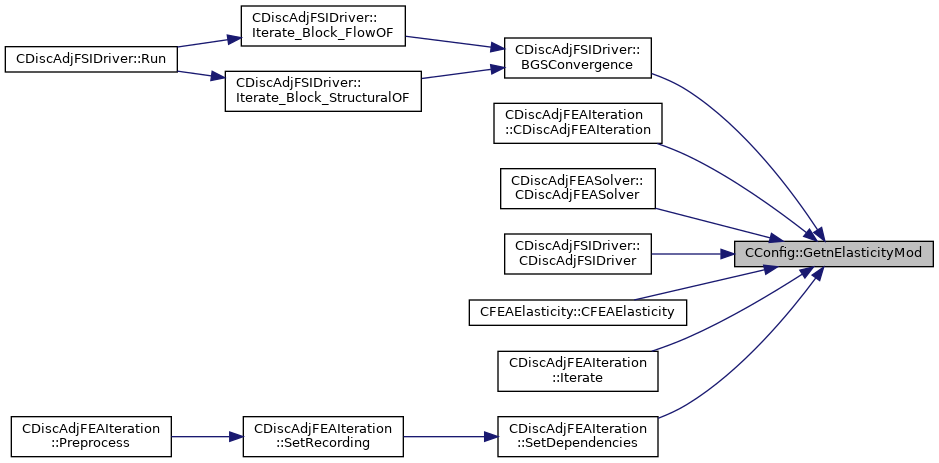 CDiscAdjFSIDriver::
Iterate_Block_FlowOF
CDiscAdjFSIDriver::Run
CDiscAdjFSIDriver::
BGSConvergence
CDiscAdjFSIDriver::
Iterate_Block_StructuralOF
CDiscAdjFEAIteration
::CDiscAdjFEAIteration
CDiscAdjFEASolver::
CDiscAdjFEASolver
CDiscAdjFSIDriver::
CDiscAdjFSIDriver
CConfig::GetnElasticityMod
CFEAElasticity::CFEAElasticity
CDiscAdjFEAIteration
::Iterate
CDiscAdjFEAIteration
::Preprocess
CDiscAdjFEAIteration
::SetRecording
CDiscAdjFEAIteration
::SetDependencies